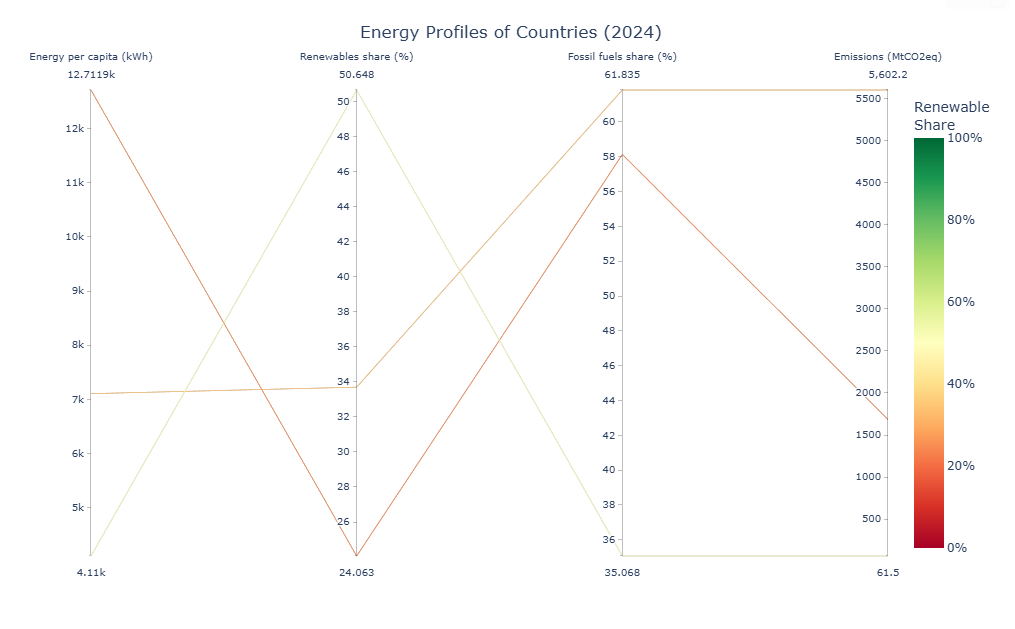 Energy Profiles of Countries (2024)
Energy per capita (kWh)
12.7119k
12k
11k
10k
9k
8k
7k
6k
5k
4.11k
Renewables share (%)
50.648
50
48
46
44
42
40
38
36
34
32
30
28
26
24.063
Fossil fuels share (%)
61.835
60
58
56
54
52
50
48
46
44
42
40
38
36
35.068
Emissions (MtCO2eq)
5,602.2
5500
5000
4500
4000
3500
3000
2500
2000
1500
1000
500
61.5
Renewable
Share
100%
80%
60%
40%
20%
0%